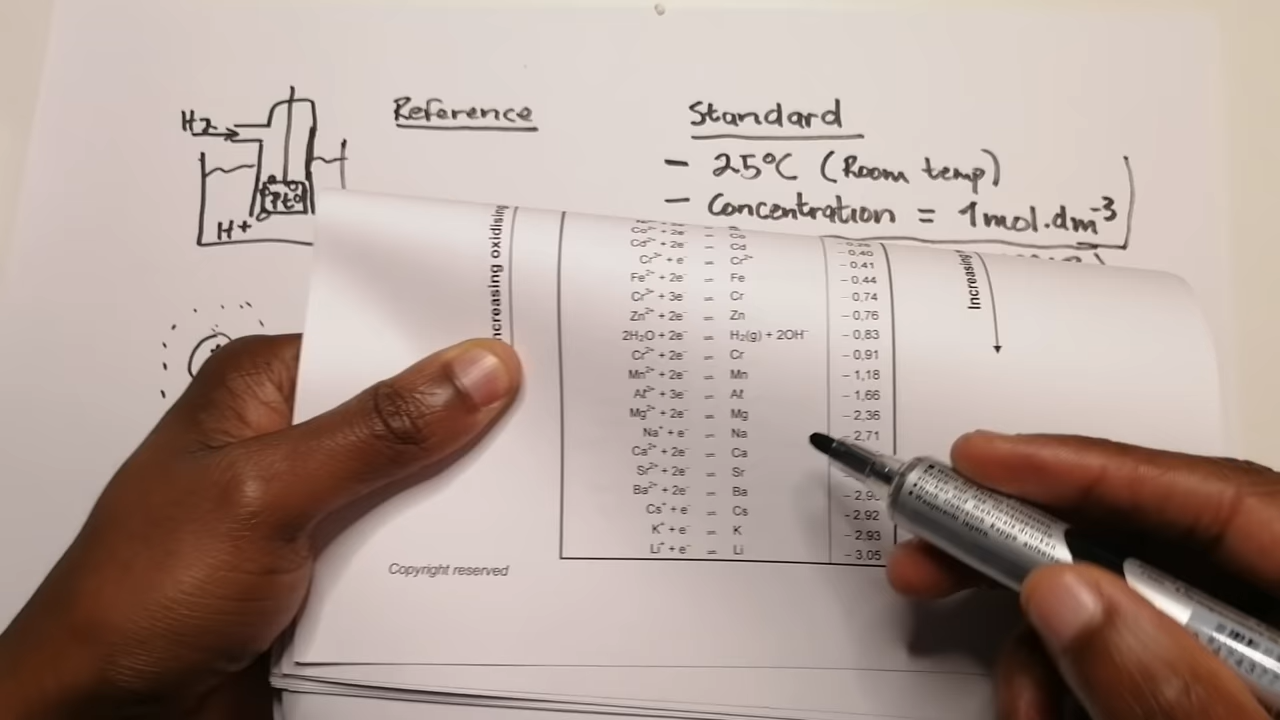 Reference
Standard
H2
- 25°C (Room temp)
- Concentration = 1mol.dm⁻³
Pt
H+
increasing oxidising
Increasing
Co²⁺ + 2e⁻ = Co
Cd²⁺ + 2e⁻ = Cd −0,40
Cr³⁺ + e⁻ = Cr²⁺ −0,41
Fe²⁺ + 2e⁻ = Fe −0,44
Cr³⁺ + 3e⁻ = Cr −0,74
Zn²⁺ + 2e⁻ = Zn −0,76
2H₂O + 2e⁻ = H₂(g) + 2OH⁻ −0,83
Cr²⁺ + 2e⁻ = Cr −0,91
Mn²⁺ + 2e⁻ = Mn −1,18
Aℓ³⁺ + 3e⁻ = Aℓ −1,66
Mg²⁺ + 2e⁻ = Mg −2,36
Na⁺ + e⁻ = Na −2,71
Ca²⁺ + 2e⁻ = Ca
Sr²⁺ + 2e⁻ = Sr
Ba²⁺ + 2e⁻ = Ba
Cs⁺ + e⁻ = Cs −2,92
K⁺ + e⁻ = K −2,93
Li⁺ + e⁻ = Li −3,05
Copyright reserved